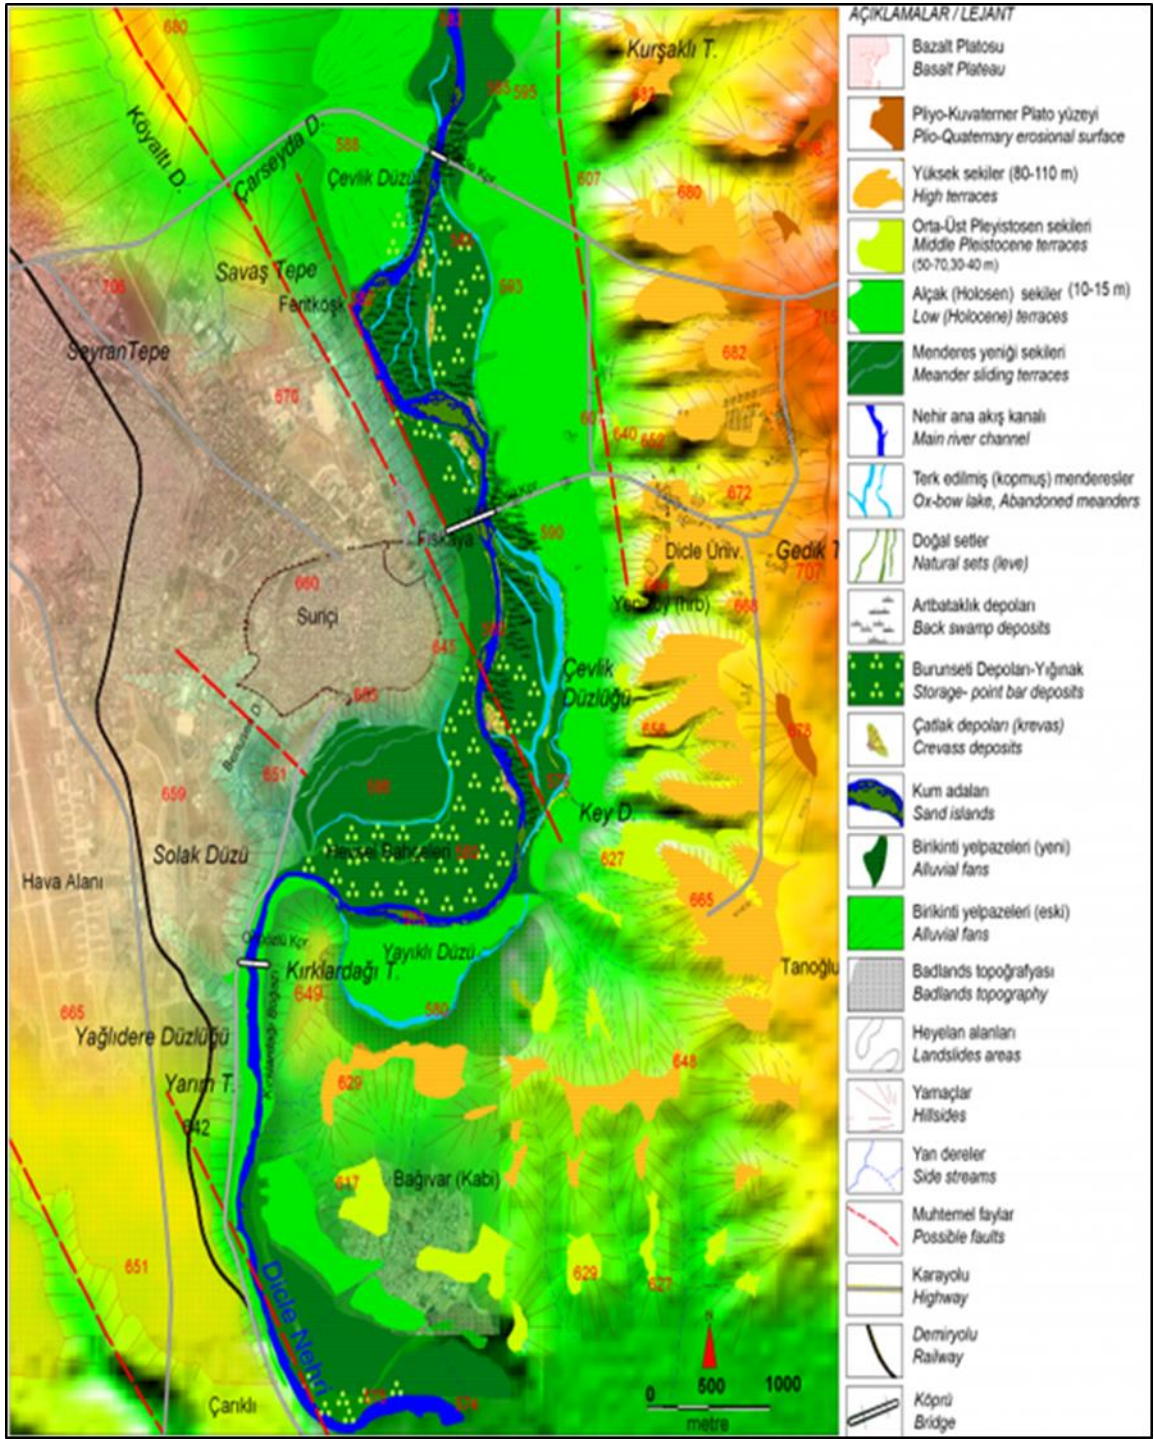 AÇIKLAMALAR / LEJANT
Bazalt Platosu
Basalt Plateau
Pliyo-Kuvaterner Plato yüzeyi
Plio-Quaternary erosional surface
Yüksek sekiler (80-110 m)
High terraces
Orta-Üst Pleyistosen sekileri
Middle Pleistocene terraces
(50-70,30-40 m)
Alçak (Holosen) sekiler (10-15 m)
Low (Holocene) terraces
Menderes yeniği sekileri
Meander sliding terraces
Nehir ana akış kanalı
Main river channel
Terk edilmiş (kopmuş) menderesler
Ox-bow lake, Abandoned meanders
Doğal setler
Natural sets (leve)
Artbataklık depoları
Back swamp deposits
Burunseti Depoları-Yığınak
Storage- point bar deposits
Çatlak depoları (krevas)
Crevass deposits
Kum adaları
Sand islands
Birikinti yelpazeleri (yeni)
Alluvial fans
Birikinti yelpazeleri (eski)
Alluvial fans
Badlands topoğrafyası
Badlands topography
Heyelan alanları
Landslides areas
Yamaçlar
Hillsides
Yan dereler
Side streams
Muhtemel faylar
Possible faults
Karayolu
Highway
Demiryolu
Railway
Köprü
Bridge
680
Kurşaklı T.
595
Köyaltı D.
Çarseyda D.
588
Çevlik Düzü
607
680
Savaş Tepe
593
SeyranTepe
682
670
640
672
590
Fiskaya
Dicle Üniv.
Gedik T
707
660
Suriçi
668
Çevlik
Düzlüğü
651
659
Key D.
Solak Düzü
627
Hava Alanı
665
Yayıklı Düzü
Kırklardağı T.
649
580
Tanoğlu
665
Yağlıdere Düzlüğü
648
629
Yarım T.
642
617
Bağıvar (Kabi)
651
629
627
Dicle Nehri
Çarıklı
N
0 500 1000
metre